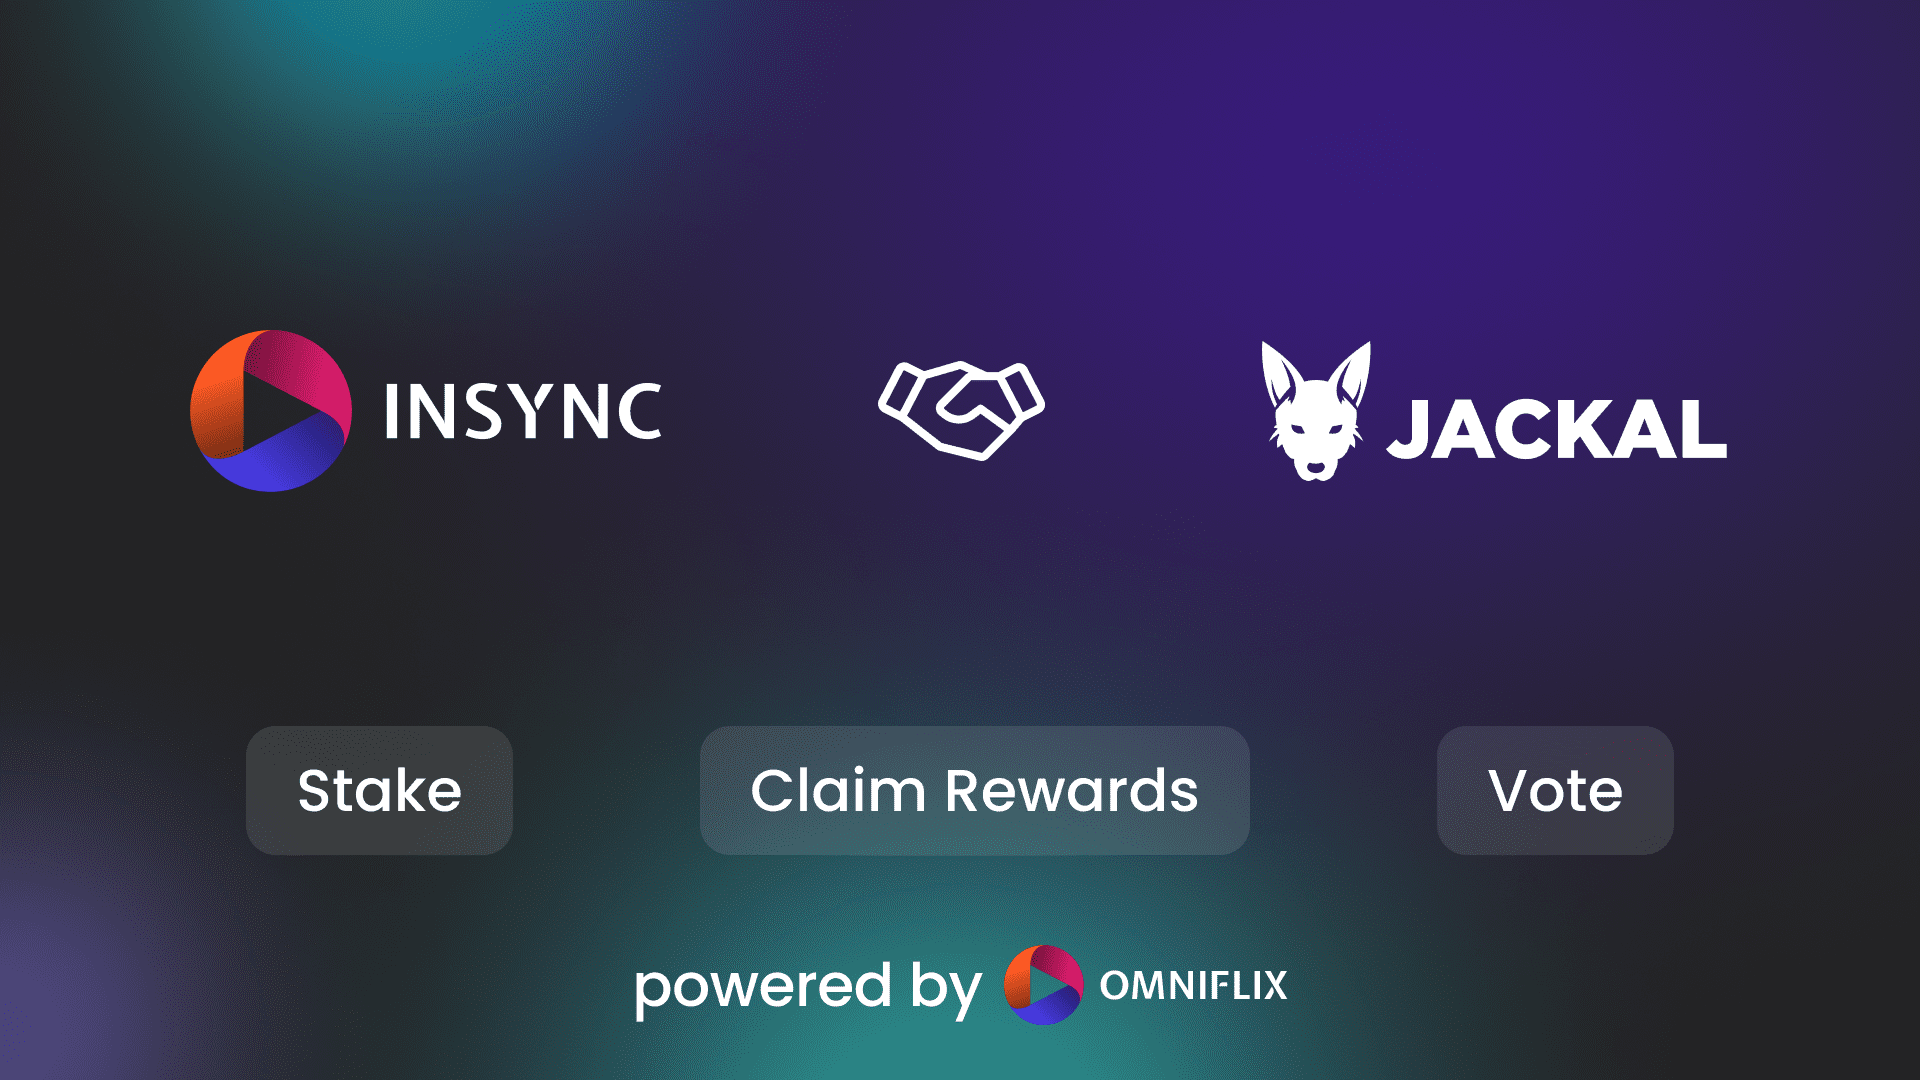 INSYNC
JACKAL
Stake
Claim Rewards
Vote
powered by OMNIFLIX